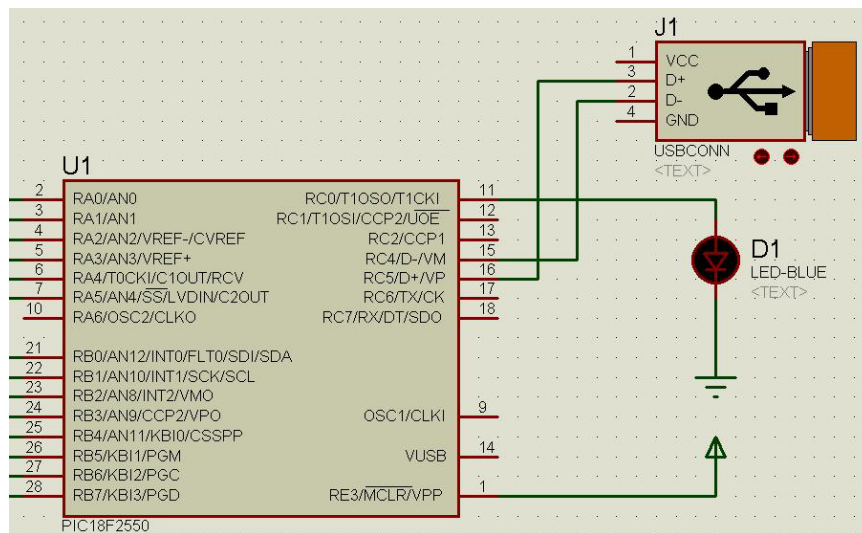 J1
1 VCC
3 D+
2 D-
4 GND
USBCONN
<TEXT>
U1
2 RA0/AN0
3 RA1/AN1
4 RA2/AN2/VREF-/CVREF
5 RA3/AN3/VREF+
6 RA4/T0CKI/C1OUT/RCV
7 RA5/AN4/SS/LVDIN/C2OUT
10 RA6/OSC2/CLKO
21 RB0/AN12/INT0/FLT0/SDI/SDA
22 RB1/AN10/INT1/SCK/SCL
23 RB2/AN8/INT2/VMO
24 RB3/AN9/CCP2/VPO
25 RB4/AN11/KBI0/CSSPP
26 RB5/KBI1/PGM
27 RB6/KBI2/PGC
28 RB7/KBI3/PGD
RC0/T1OSO/T1CKI 11
RC1/T1OSI/CCP2/UOE 12
RC2/CCP1 13
RC4/D-/VM 15
RC5/D+/VP 16
RC6/TX/CK 17
RC7/RX/DT/SDO 18
OSC1/CLKI 9
VUSB 14
RE3/MCLR/VPP 1
PIC18F2550
D1
LED-BLUE
<TEXT>